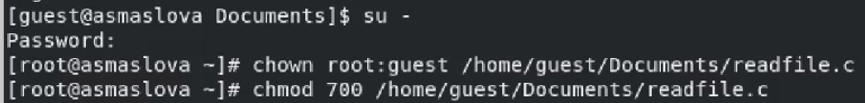 [guest@asmaslova Documents]$ su -
Password:
[root@asmaslova ~]# chown root:guest /home/guest/Documents/readfile.c
[root@asmaslova ~]# chmod 700 /home/guest/Documents/readfile.c